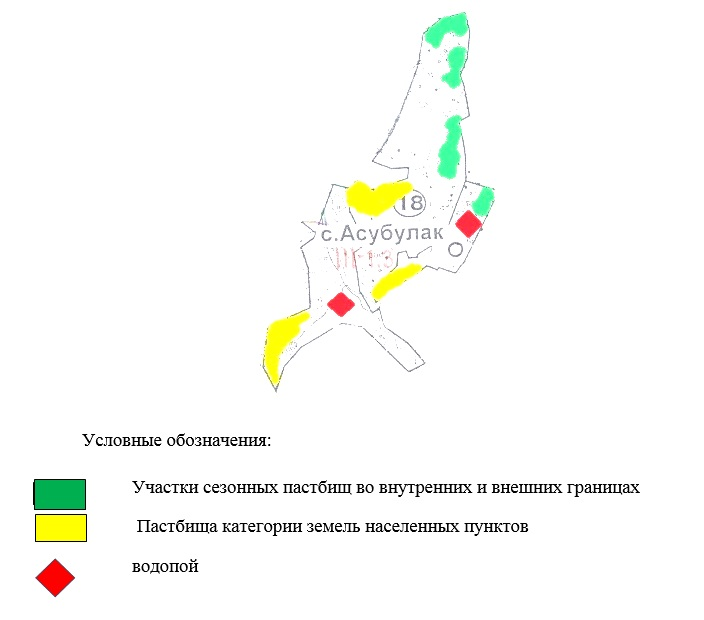 18
с.Асубулак
Условные обозначения:
Участки сезонных пастбищ во внутренних и внешних границах
Пастбища категории земель населенных пунктов
водопой